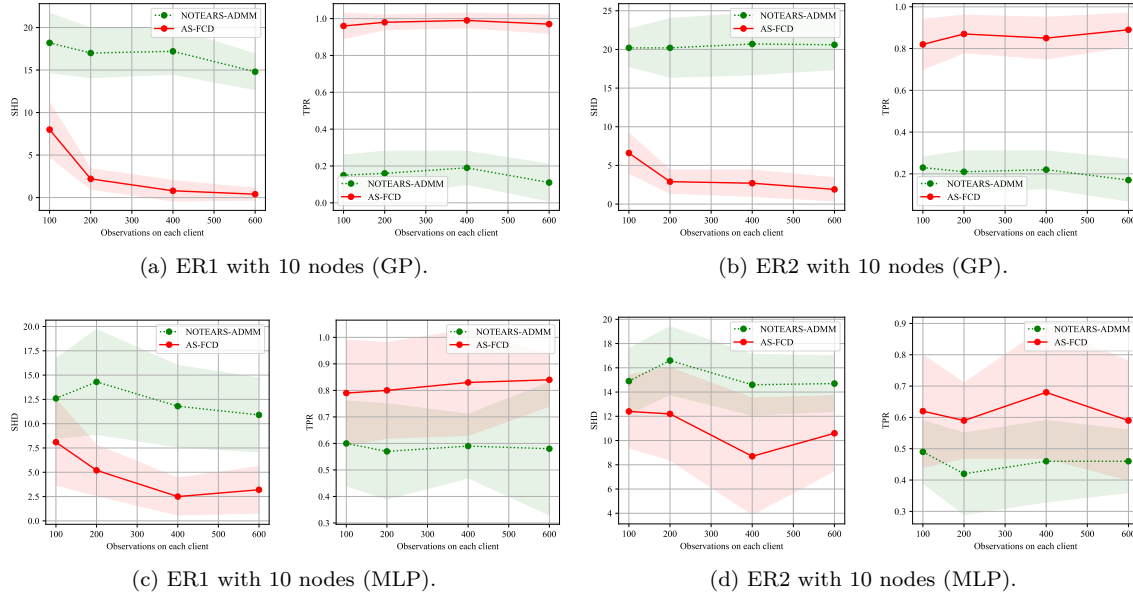 NOTEARS-ADMM
AS-FCD
SHD
20
15
10
5
0
100 200 300 400 500 600
Observations on each client
TPR
1.0
0.8
0.6
0.4
0.2
0.0
NOTEARS-ADMM
AS-FCD
100 200 300 400 500 600
Observations on each client
(a) ER1 with 10 nodes (GP).
NOTEARS-ADMM
AS-FCD
SHD
25
20
15
10
5
0
100 200 300 400 500 600
Observations on each client
TPR
1.0
0.8
0.6
0.4
0.2
NOTEARS-ADMM
AS-FCD
100 200 300 400 500 600
Observations on each client
(b) ER2 with 10 nodes (GP).
NOTEARS-ADMM
AS-FCD
SHD
20.0
17.5
15.0
12.5
10.0
7.5
5.0
2.5
0.0
100 200 300 400 500 600
Observations on each client
NOTEARS-ADMM
AS-FCD
TPR
1.0
0.9
0.8
0.7
0.6
0.5
0.4
0.3
100 200 300 400 500 600
Observations on each client
(c) ER1 with 10 nodes (MLP).
NOTEARS-ADMM
AS-FCD
SHD
20
18
16
14
12
10
8
6
4
100 200 300 400 500 600
Observations on each client
NOTEARS-ADMM
AS-FCD
TPR
0.9
0.8
0.7
0.6
0.5
0.4
0.3
100 200 300 400 500 600
Observations on each client
(d) ER2 with 10 nodes (MLP).